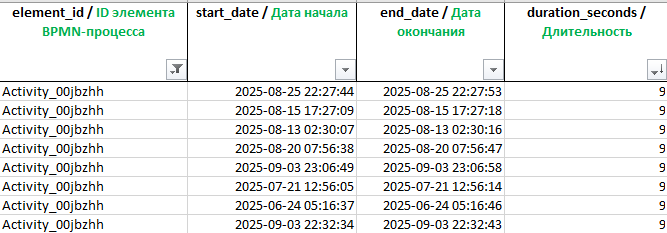 element_id / ID элемента BPMN-процесса start_date / Дата начала end_date / Дата окончания duration_seconds / Длительность
Activity_00jbzhh 2025-08-25 22:27:44 2025-08-25 22:27:53 9
Activity_00jbzhh 2025-08-15 17:27:09 2025-08-15 17:27:18 9
Activity_00jbzhh 2025-08-13 02:30:07 2025-08-13 02:30:16 9
Activity_00jbzhh 2025-08-20 07:56:38 2025-08-20 07:56:47 9
Activity_00jbzhh 2025-09-03 23:06:49 2025-09-03 23:06:58 9
Activity_00jbzhh 2025-07-21 12:56:05 2025-07-21 12:56:14 9
Activity_00jbzhh 2025-06-24 05:16:37 2025-06-24 05:16:46 9
Activity_00jbzhh 2025-09-03 22:32:34 2025-09-03 22:32:43 9